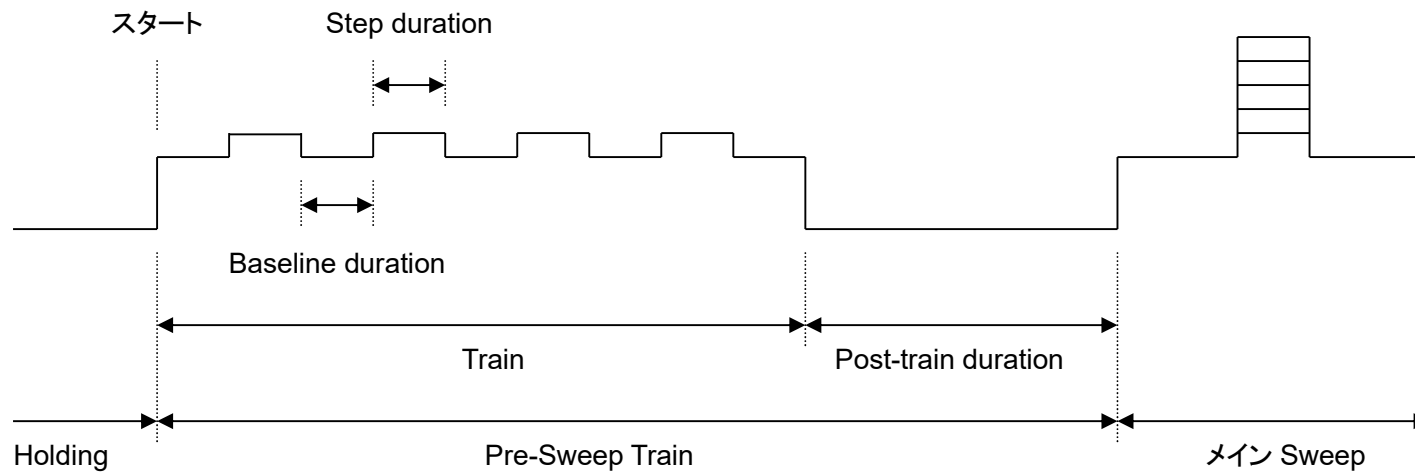 スタート
Step duration
Baseline duration
Train
Post-train duration
Holding
Pre-Sweep Train
メイン Sweep